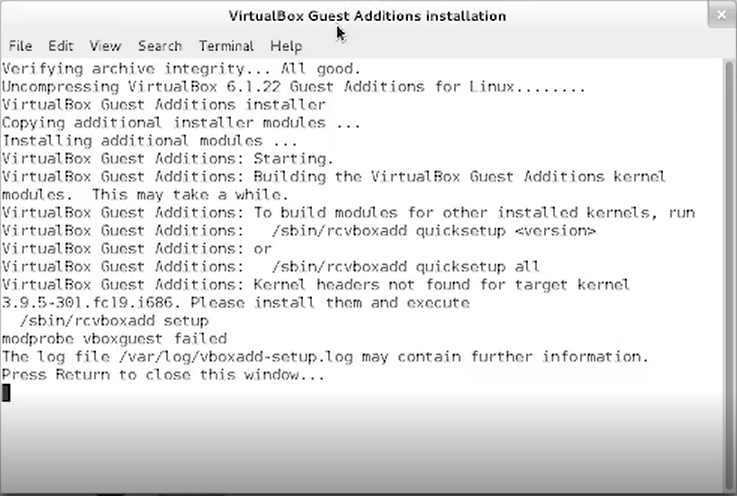 VirtualBox Guest Additions installation
File Edit View Search Terminal Help
Verifying archive integrity... All good.
Uncompressing VirtualBox 6.1.22 Guest Additions for Linux........
VirtualBox Guest Additions installer
Copying additional installer modules ...
Installing additional modules ...
VirtualBox Guest Additions: Starting.
VirtualBox Guest Additions: Building the VirtualBox Guest Additions kernel
modules.  This may take a while.
VirtualBox Guest Additions: To build modules for other installed kernels, run
VirtualBox Guest Additions:   /sbin/rcvboxadd quicksetup <version>
VirtualBox Guest Additions: or
VirtualBox Guest Additions:   /sbin/rcvboxadd quicksetup all
VirtualBox Guest Additions: Kernel headers not found for target kernel
3.9.5-301.fc19.i686. Please install them and execute
  /sbin/rcvboxadd setup
modprobe vboxguest failed
The log file /var/log/vboxadd-setup.log may contain further information.
Press Return to close this window...